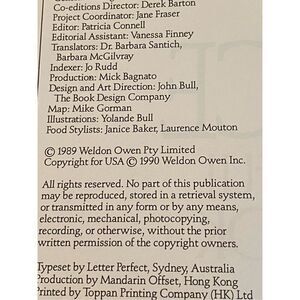 Co-editions Director: Derek Barton
Project Coordinator: Jane Fraser
Editor: Patricia Connell
Editorial Assistant: Vanessa Finney
Translators: Dr. Barbara Santich,
Barbara McGilvray
Indexer: Jo Rudd
Production: Mick Bagnato
Design and Art Direction: John Bull,
The Book Design Company
Map: Mike Gorman
Illustrations: Yolande Bull
Food Stylists: Janice Baker, Laurence Mouton
© 1989 Weldon Owen Pty Limited
Copyright for USA © 1990 Weldon Owen Inc.
All rights reserved. No part of this publication
may be reproduced, stored in a retrieval system,
or transmitted in any form or by any means,
electronic, mechanical, photocopying,
recording, or otherwise, without the prior
written permission of the copyright owners.
Typeset by Letter Perfect, Sydney, Australia
Production by Mandarin Offset, Hong Kong
Printed by Toppan Printing Company (HK) Ltd